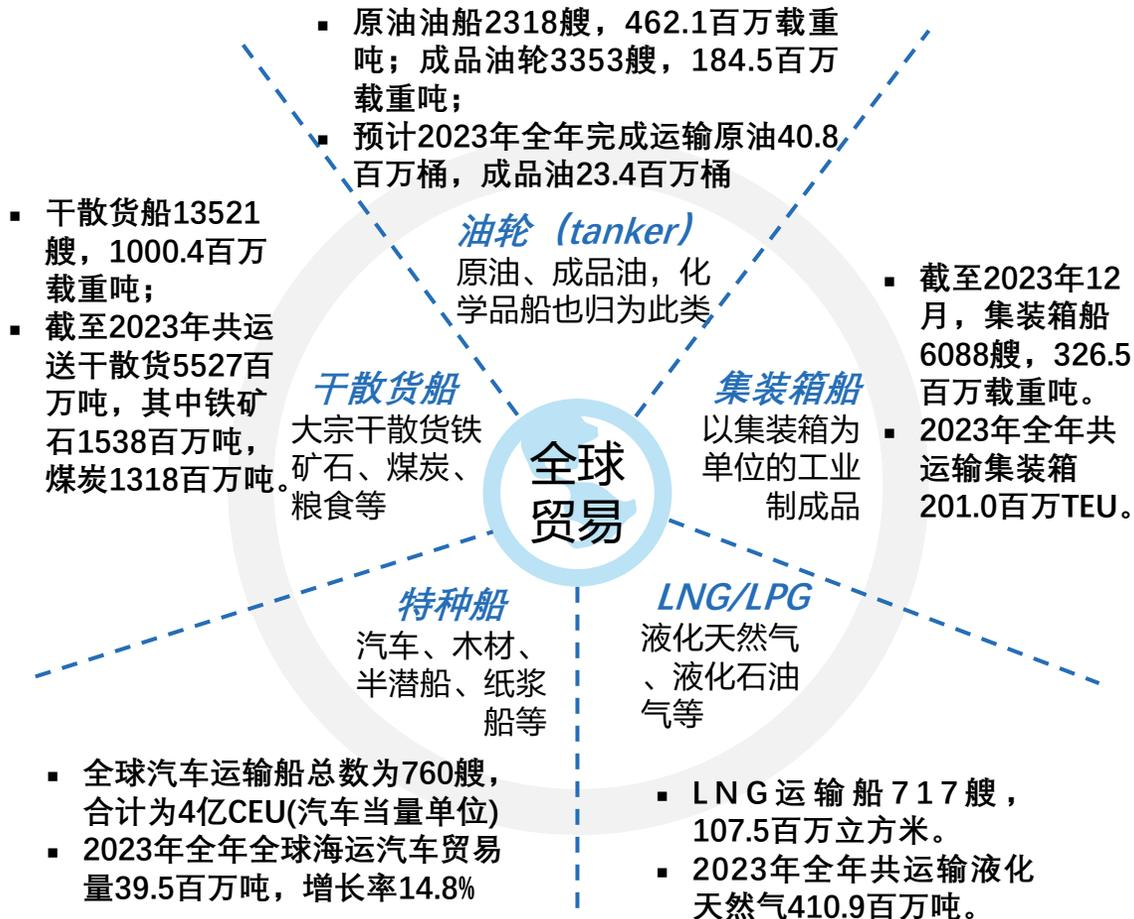 ▪ 原油油船2318艘，462.1百万载重
吨；成品油轮3353艘，184.5百万
载重吨；
▪ 预计2023年全年完成运输原油40.8
百万桶，成品油23.4百万桶
油轮（tanker）
原油、成品油，化
学品船也归为此类
▪ 干散货船13521
艘，1000.4百万
载重吨；
▪ 截至2023年共运
送干散货5527百
万吨，其中铁矿
石1538百万吨，
煤炭1318百万吨。
干散货船
大宗干散货铁
矿石、煤炭、
粮食等
全球
贸易
集装箱船
以集装箱为
单位的工业
制成品
▪ 截至2023年12
月，集装箱船
6088艘，326.5
百万载重吨。
▪ 2023年全年共
运输集装箱
201.0百万TEU。
特种船
汽车、木材、
半潜船、纸浆
船等
LNG/LPG
液化天然气
、液化石油
气等
▪ 全球汽车运输船总数为760艘，
合计为4亿CEU(汽车当量单位)
▪ 2023年全年全球海运汽车贸易
量39.5百万吨，增长率14.8%
▪ LNG运输船717艘，
107.5百万立方米。
▪ 2023年全年共运输液化
天然气410.9百万吨。